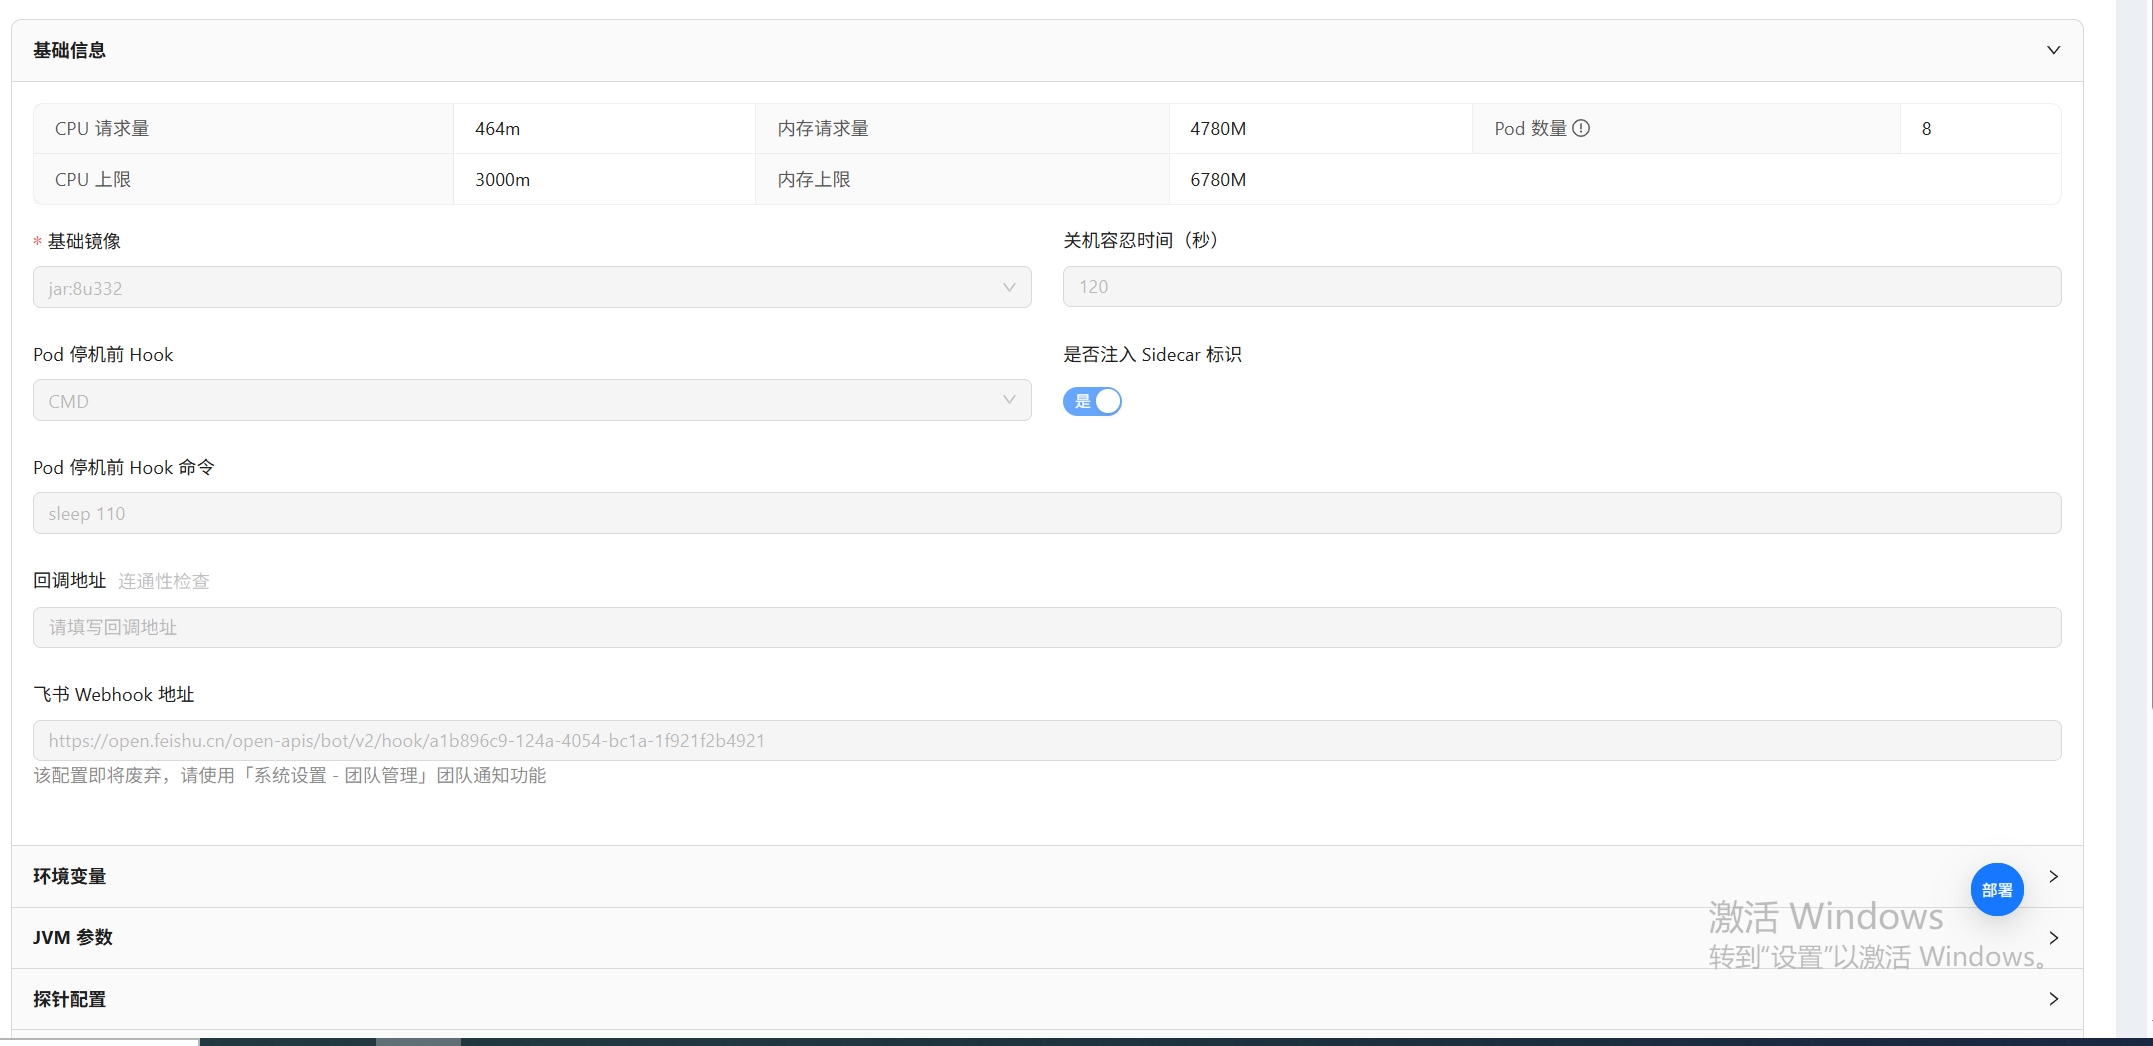 基础信息
CPU 请求量 464m 内存请求量 4780M Pod 数量 8
CPU 上限 3000m 内存上限 6780M
* 基础镜像 关机容忍时间（秒）
jar:8u332 120
Pod 停机前 Hook 是否注入 Sidecar 标识
CMD 是
Pod 停机前 Hook 命令
sleep 110
回调地址 连通性检查
请填写回调地址
飞书 Webhook 地址
https://open.feishu.cn/open-apis/bot/v2/hook/a1b896c9-124a-4054-bc1a-1f921f2b4921
该配置即将废弃，请使用「系统设置 - 团队管理」团队通知功能
环境变量
部署
激活 Windows
JVM 参数
转到“设置”以激活 Windows。
探针配置